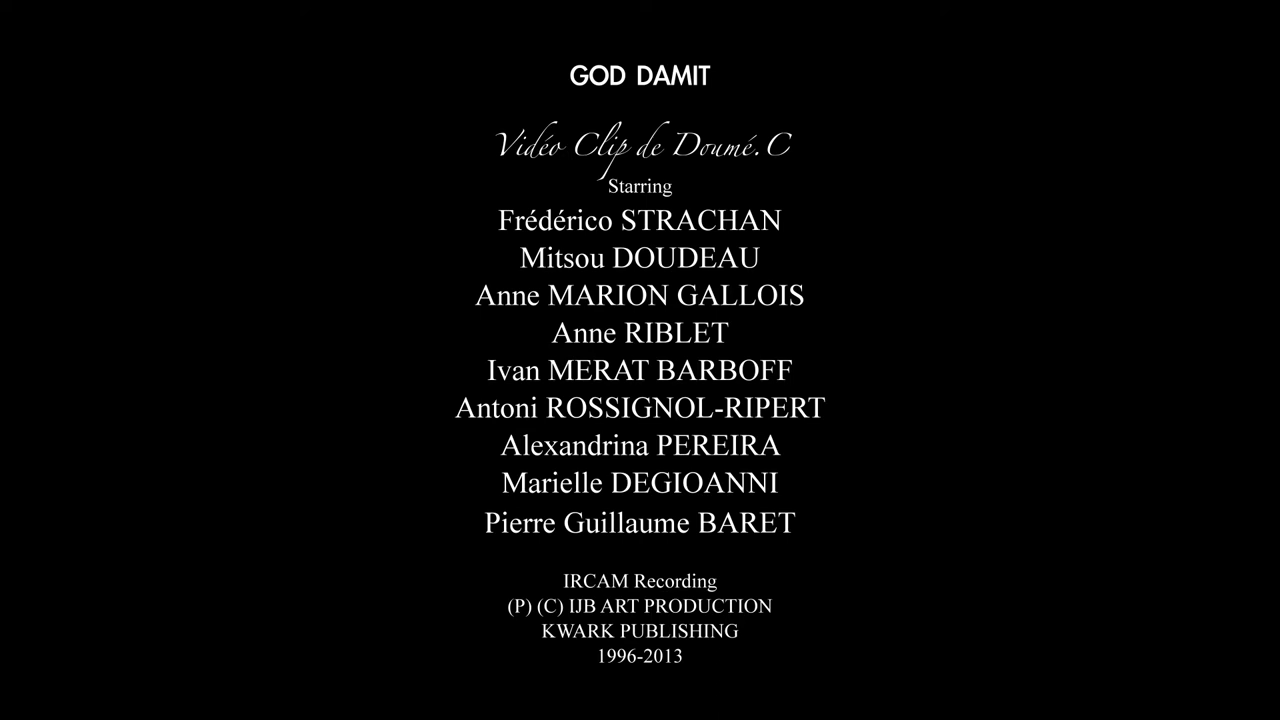 GOD DAMIT
Vidéo Clip de Doumé.C
Starring
Frédérico STRACHAN
Mitsou DOUDEAU
Anne MARION GALLOIS
Anne RIBLET
Ivan MERAT BARBOFF
Antoni ROSSIGNOL-RIPERT
Alexandrina PEREIRA
Marielle DEGIOANNI
Pierre Guillaume BARET
IRCAM Recording
(P) (C) IJB ART PRODUCTION
KWARK PUBLISHING
1996-2013